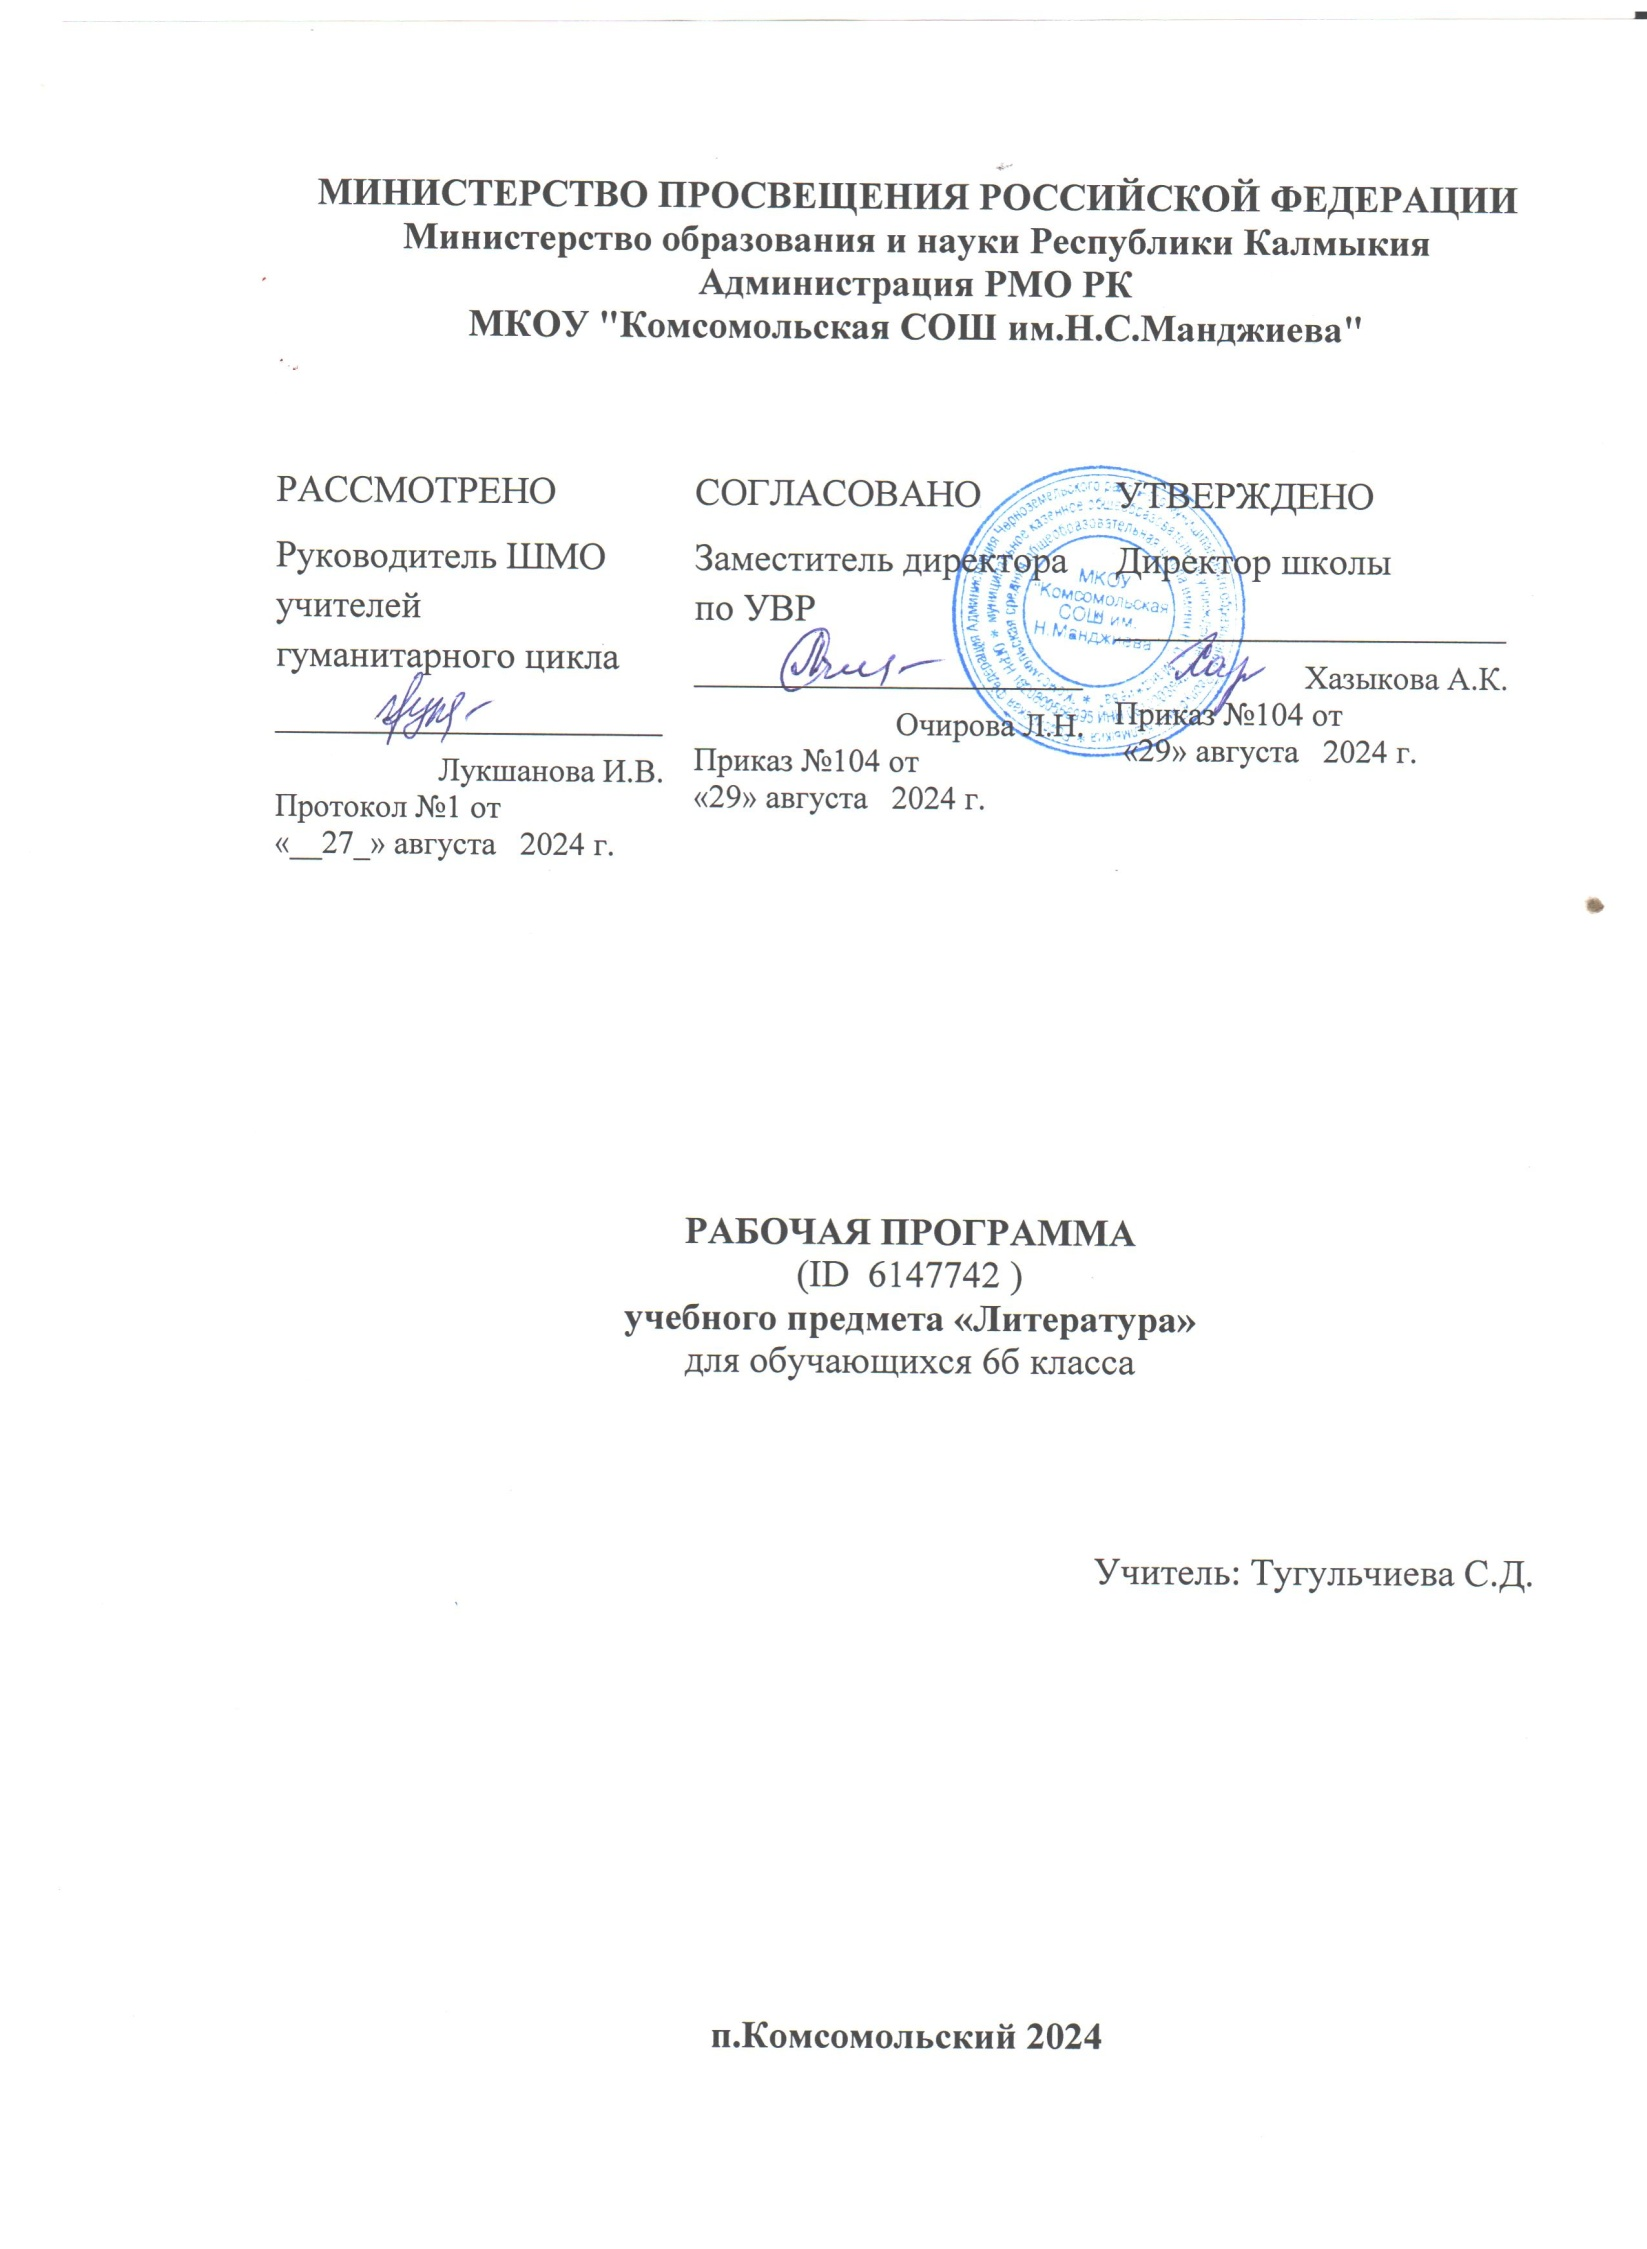 МИНИСТЕРСТВО ПРОСВЕЩЕНИЯ РОССИЙСКОЙ ФЕДЕРАЦИИ
Министерство образования и науки Республики Калмыкия
Администрация РМО РК
МКОУ "Комсомольская СОШ им.Н.С.Манджиева"
РАССМОТРЕНО
Руководитель ШМО
учителей
гуманитарного цикла
Лукшанова И.В.
Протокол №1 от
«__27_» августа 2024 г.
СОГЛАСОВАНО
Заместитель директора
по УВР
Очирова Л.Н.
Приказ №104 от
«29» августа 2024 г.
УТВЕРЖДЕНО
Директор школы
Хазыкова А.К.
Приказ №104 от
«29» августа 2024 г.
МКОУ
"Комсомольская
СОШ им.
Н.Манджиева
РАБОЧАЯ ПРОГРАММА
(ID 6147742 )
учебного предмета «Литература»
для обучающихся 6б класса
Учитель: Тугульчиева С.Д.
п.Комсомольский 2024